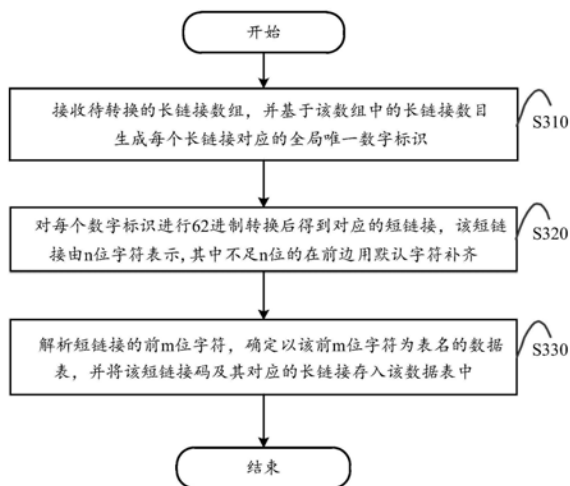 开始
接收待转换的长链接数组，并基于该数组中的长链接数目
生成每个长链接对应的全局唯一数字标识
S310
对每个数字标识进行62进制转换后得到对应的短链接，该短链
接由n位字符表示,其中不足n位的在前边用默认字符补齐
S320
解析短链接的前m位字符，确定以该前m位字符为表名的数据
表，并将该短链接码及其对应的长链接存入该数据表中
S330
结束